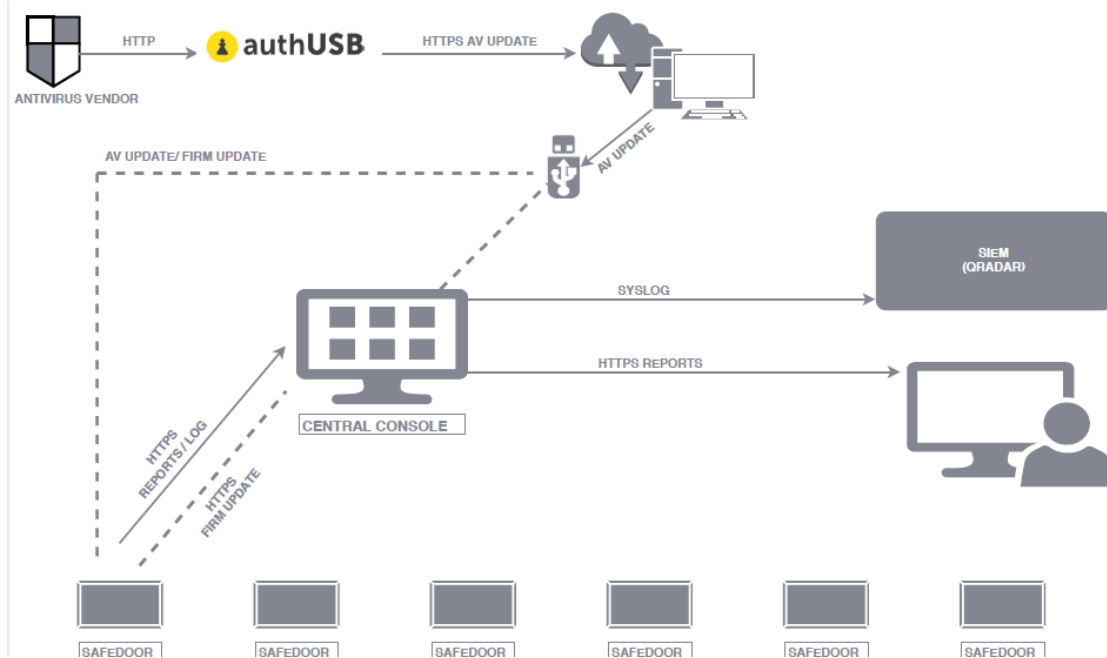 HTTP
authUSB
HTTPS AV UPDATE
ANTIVIRUS VENDOR
AV UPDATE
AV UPDATE/ FIRM UPDATE
SIEM
(QRADAR)
SYSLOG
HTTPS REPORTS
CENTRAL CONSOLE
HTTPS
REPORTS / LOG
HTTPS
FIRM UPDATE
SAFEDOOR
SAFEDOOR
SAFEDOOR
SAFEDOOR
SAFEDOOR
SAFEDOOR